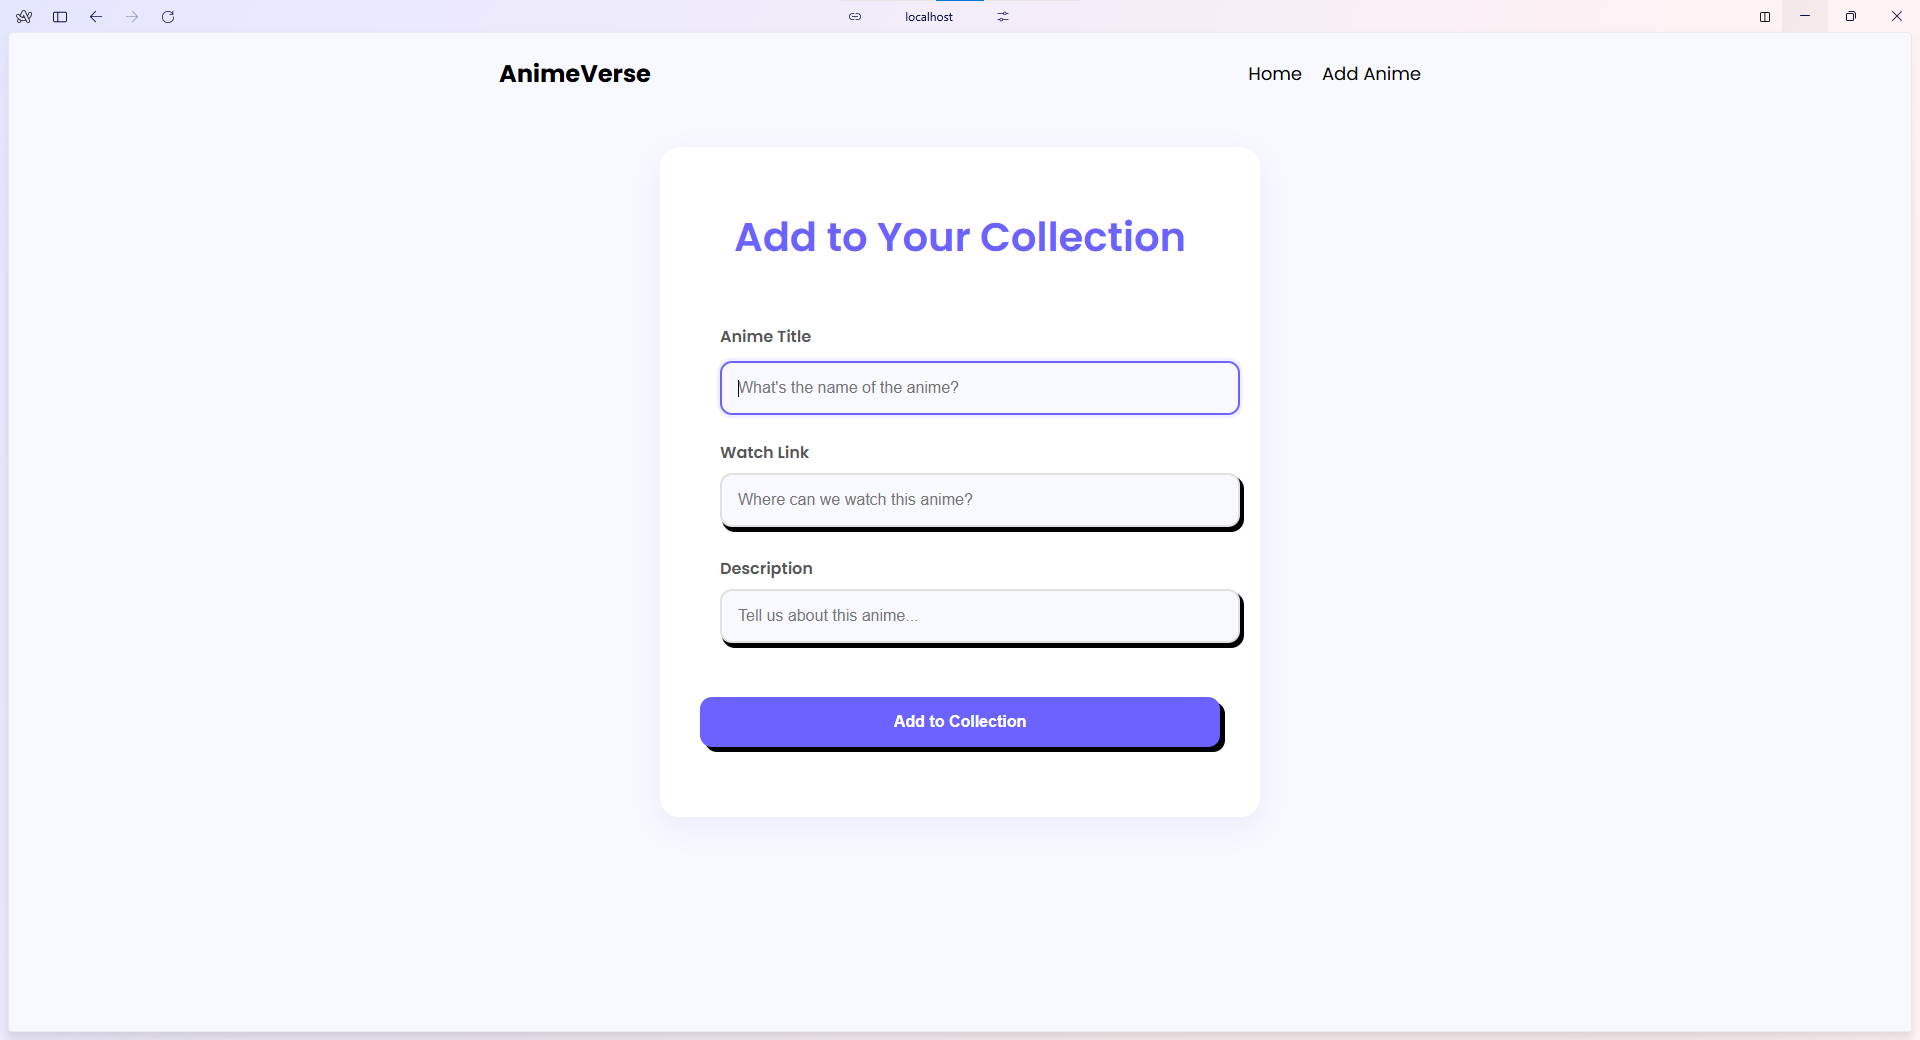 localhost
AnimeVerse
Home
Add Anime
Add to Your Collection
Anime Title
What's the name of the anime?
Watch Link
Where can we watch this anime?
Description
Tell us about this anime...
Add to Collection